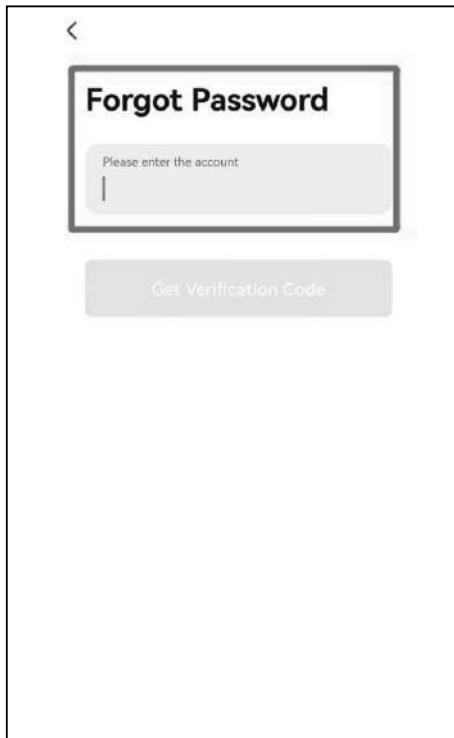 Forgot Password
Please enter the account
Get Verification Code